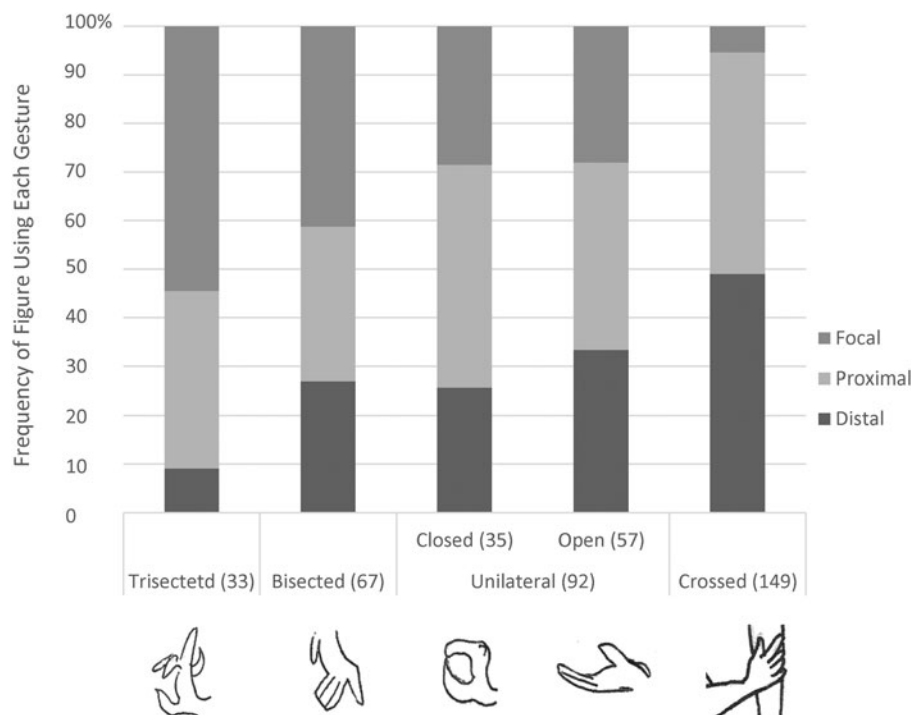 Frequency of Figure Using Each Gesture
100%
90
80
70
60
50
40
30
20
10
0
Focal
Proximal
Distal
Closed (35) Open (57)
Trisectetd (33) Bisected (67) Unilateral (92) Crossed (149)